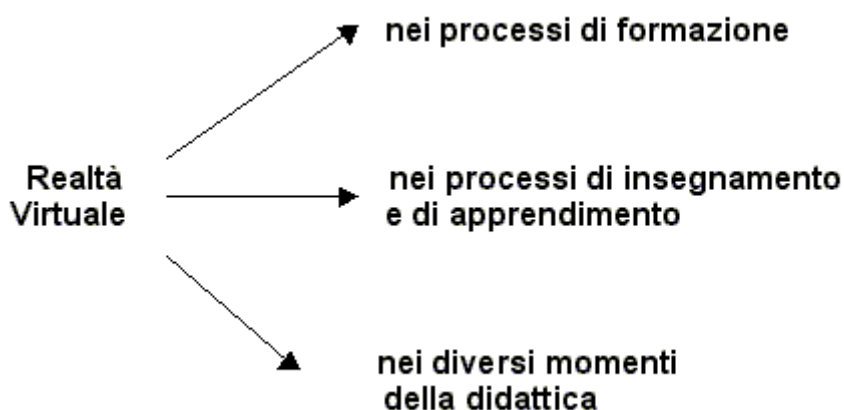 nei processi di formazione
Realtà
Virtuale
nei processi di insegnamento
e di apprendimento
nei diversi momenti
della didattica